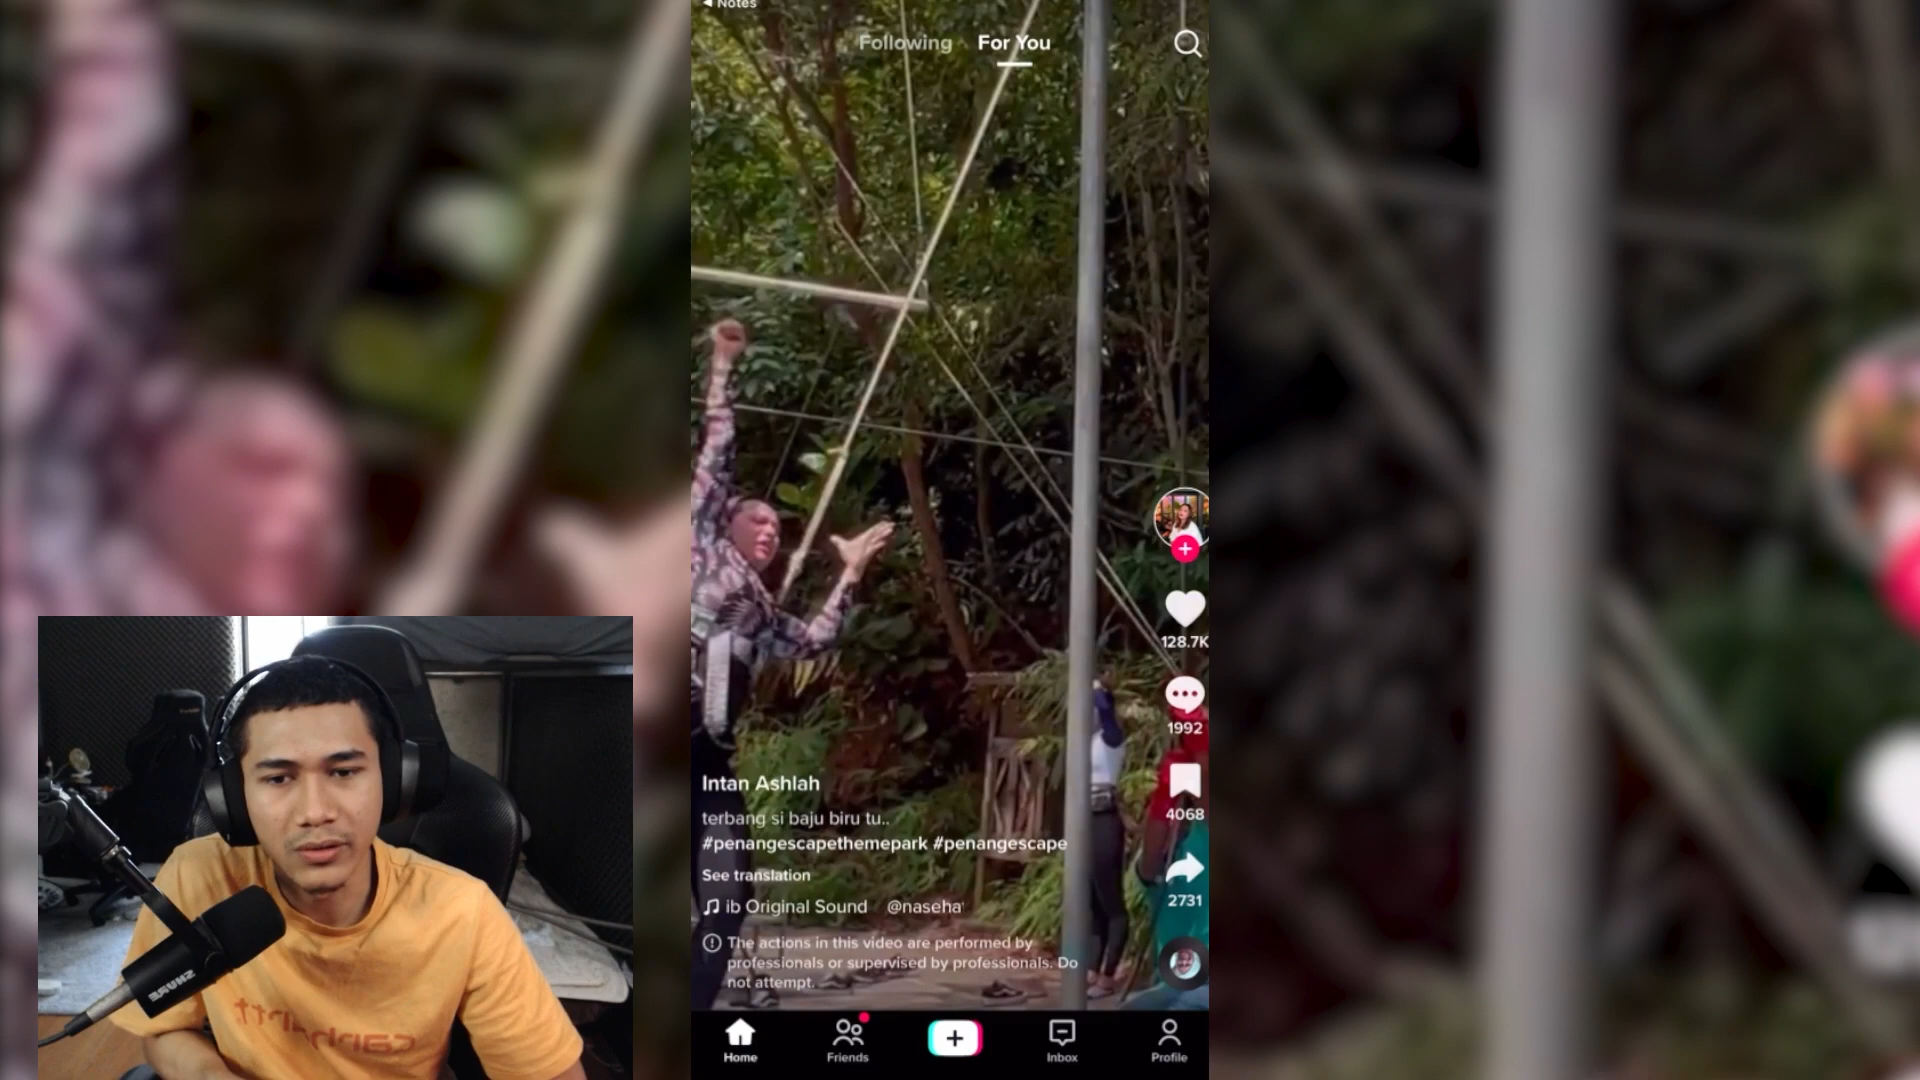 ◀ Notes
Following
For You
128.7K
1992
4068
2731
Intan Ashlah
terbang si baju biru tu..
#penangescapethemepark #penangescape
See translation
ib Original Sound @naseha
The actions in this video are performed by
professionals or supervised by professionals. Do
not attempt.
Home
Friends
Inbox
Profile
SHURE
Carhartt